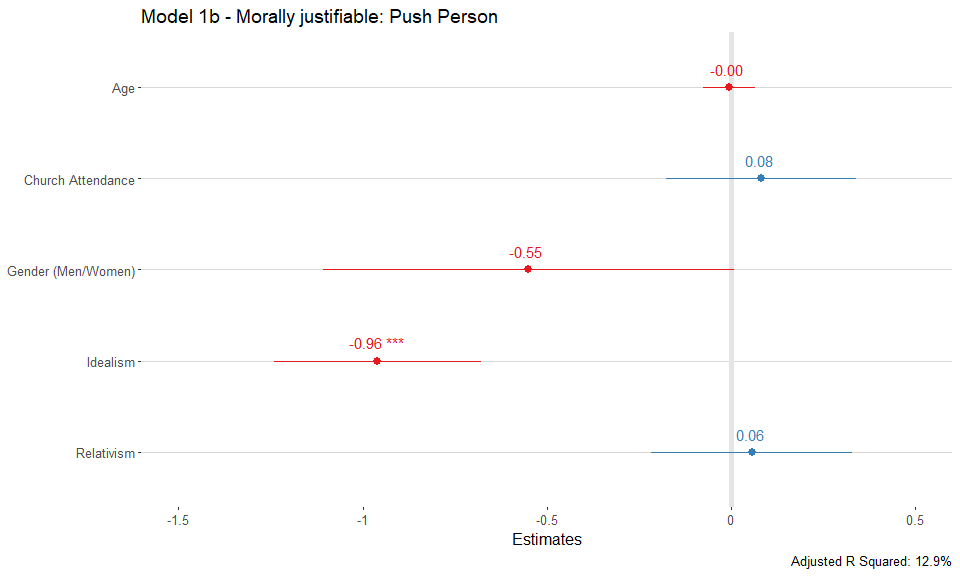 Model 1b - Morally justifiable: Push Person
Age
-0.00
Church Attendance
0.08
Gender (Men/Women)
-0.55
Idealism
-0.96 ***
Relativism
0.06
-1.5 -1 -0.5 0 0.5
Estimates
Adjusted R Squared: 12.9%